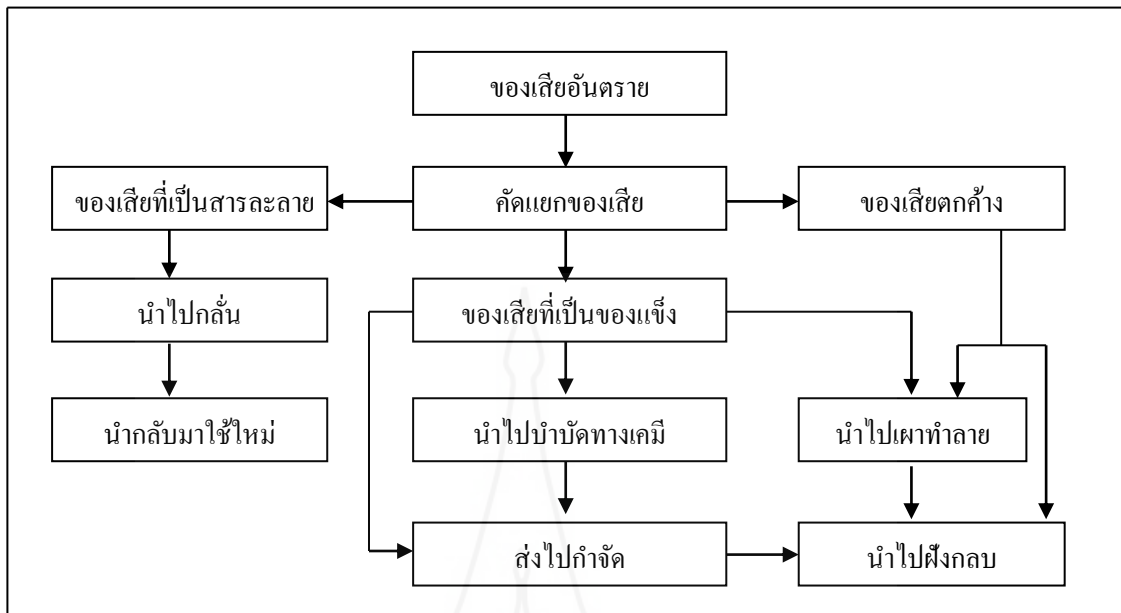 ของเสียอันตราย
ของเสียที่เป็นสารละลาย
คัดแยกของเสีย
ของเสียตกค้าง
นำไปกลั่น
ของเสียที่เป็นของแข็ง
นำกลับมาใช้ใหม่
นำไปบำบัดทางเคมี
นำไปเผาทำลาย
ส่งไปกำจัด
นำไปฝังกลบ